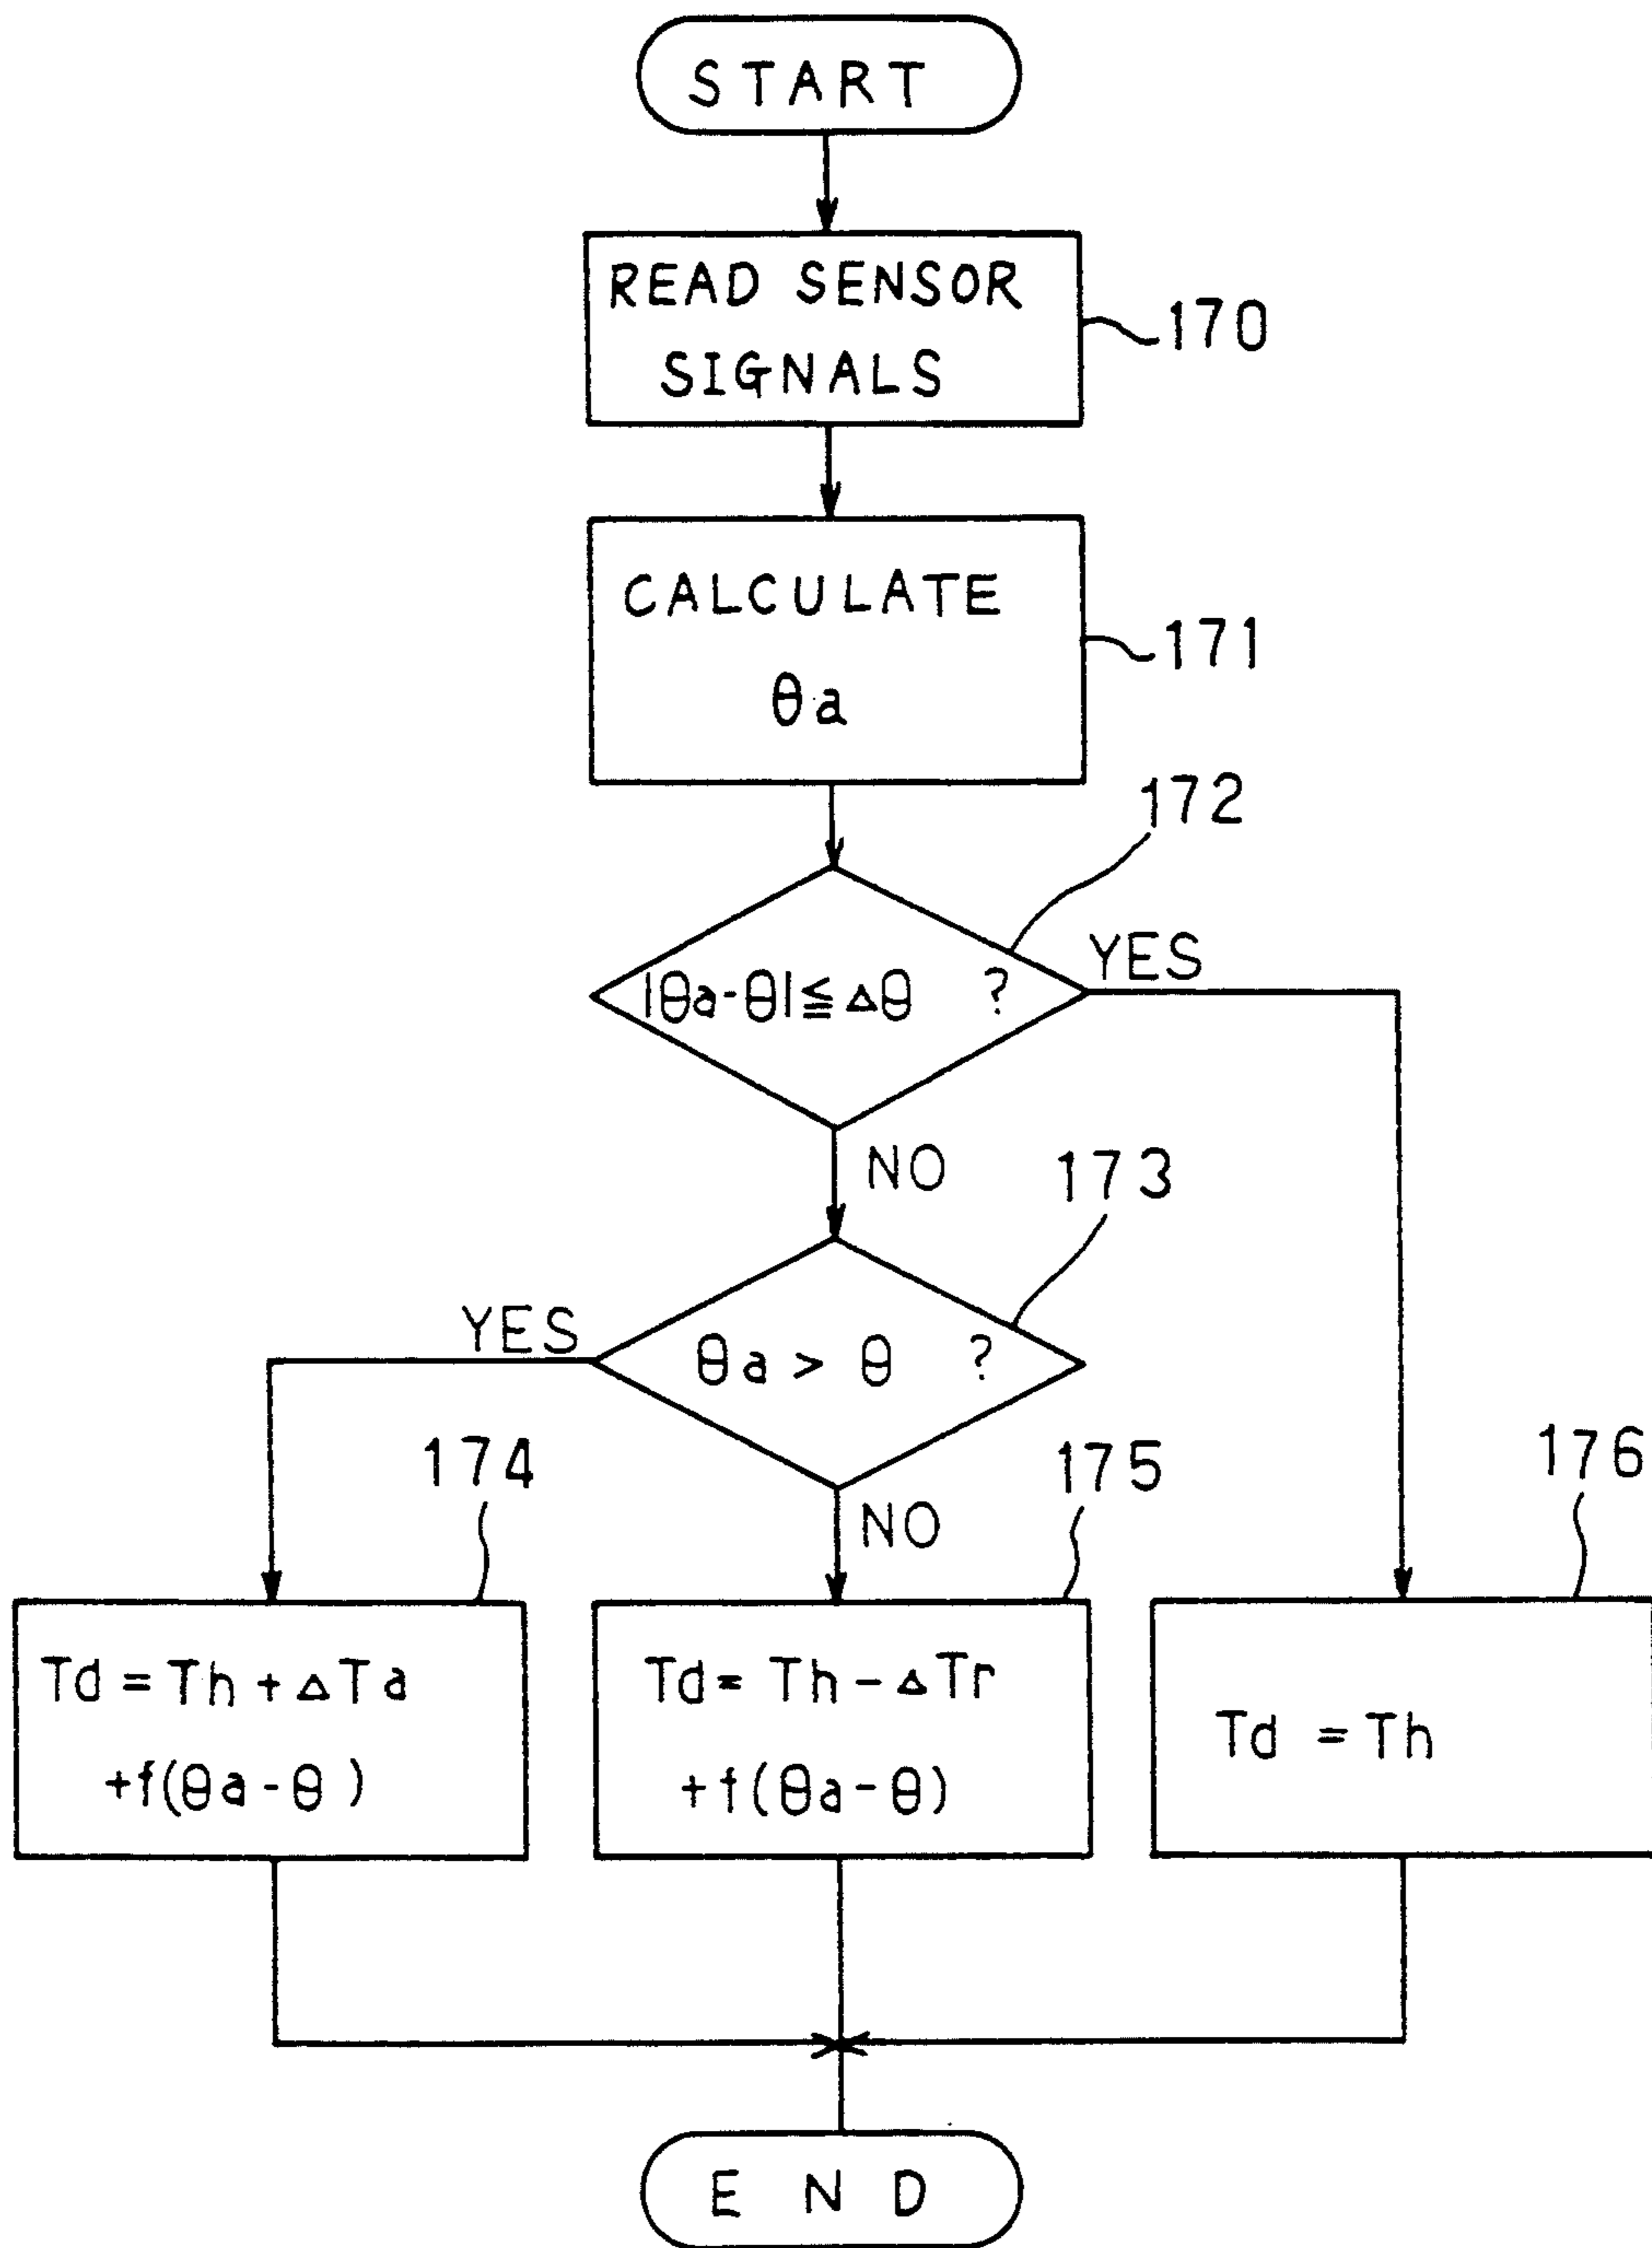 START
READ SENSOR
SIGNALS
170
CALCULATE
θa
171
172
|θa-θ|≦Δθ ?
YES
NO
173
YES
θa > θ ?
174
175
176
NO
Td = Th + ΔTa
+f(θa-θ)
Td= Th - ΔTr
+f(θa-θ)
Td = Th
END